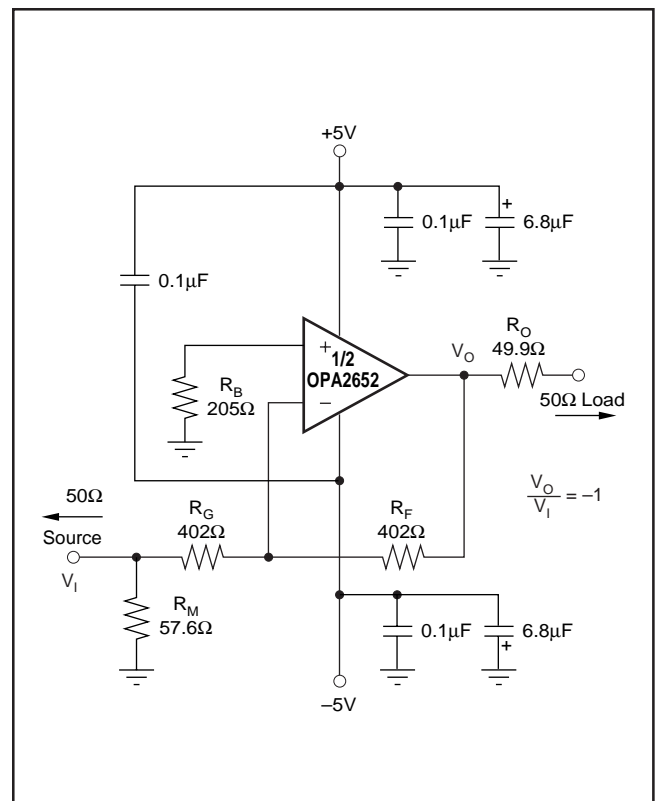 +5V
+
0.1µF
6.8µF
0.1µF
+
1/2
OPA2652
–
V_O
R_O
49.9Ω
50Ω Load
R_B
205Ω
V_O
V_I
= –1
50Ω
Source
V_I
R_G
402Ω
R_F
402Ω
R_M
57.6Ω
0.1µF
6.8µF
+
–5V